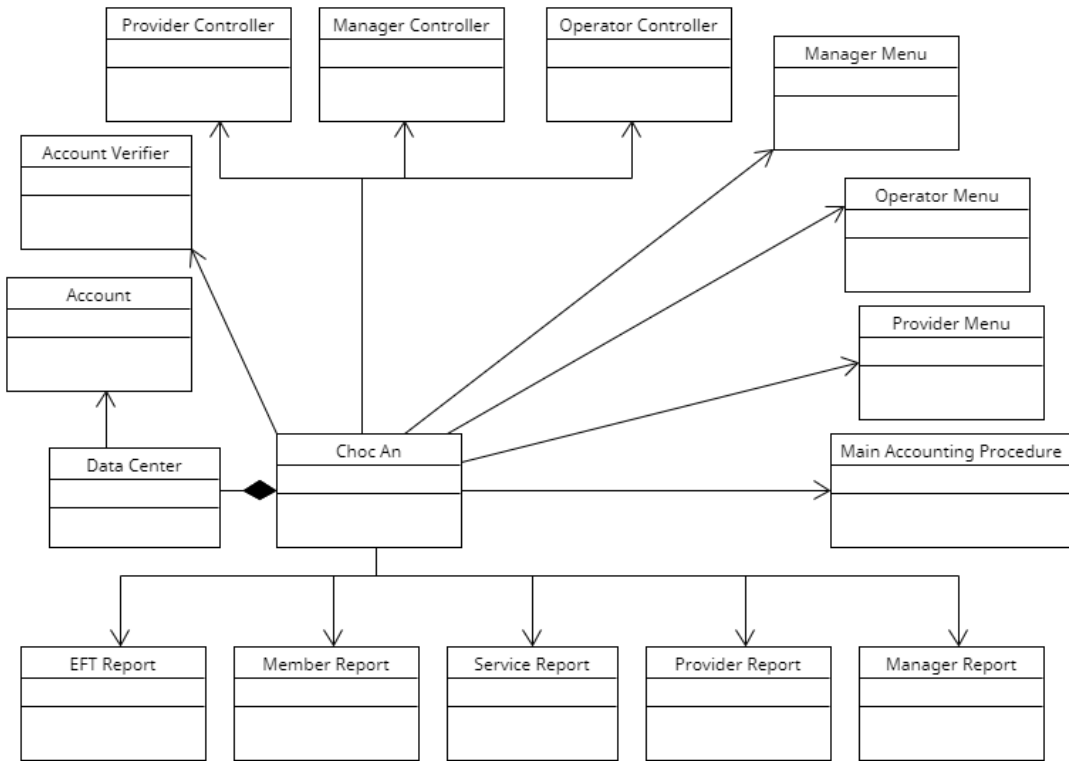 Provider Controller
Manager Controller
Operator Controller
Manager Menu
Account Verifier
Operator Menu
Account
Provider Menu
Data Center
Choc An
Main Accounting Procedure
EFT Report
Member Report
Service Report
Provider Report
Manager Report